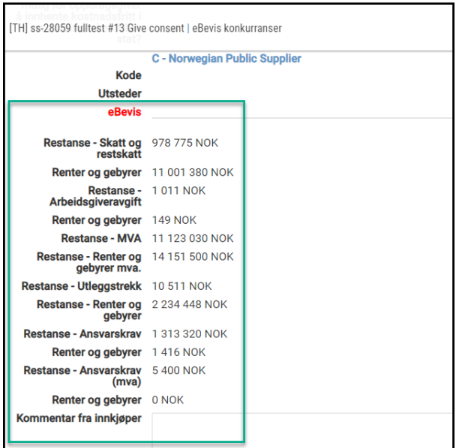 [TH] ss-28059 fulltest #13 Give consent | eBevis konkurranser
C - Norwegian Public Supplier
Kode
Utsteder
eBevis
Restanse - Skatt og restskatt 978 775 NOK
Renter og gebyrer 11 001 380 NOK
Restanse - Arbeidsgiveravgift 1 011 NOK
Renter og gebyrer 149 NOK
Restanse - MVA 11 123 030 NOK
Restanse - Renter og gebyrer mva. 14 151 500 NOK
Restanse - Utleggstrekk 10 511 NOK
Restanse - Renter og gebyrer 2 234 448 NOK
Restanse - Ansvarskrav 1 313 320 NOK
Renter og gebyrer 1 416 NOK
Restanse - Ansvarskrav (mva) 5 400 NOK
Renter og gebyrer 0 NOK
Kommentar fra innkjøper